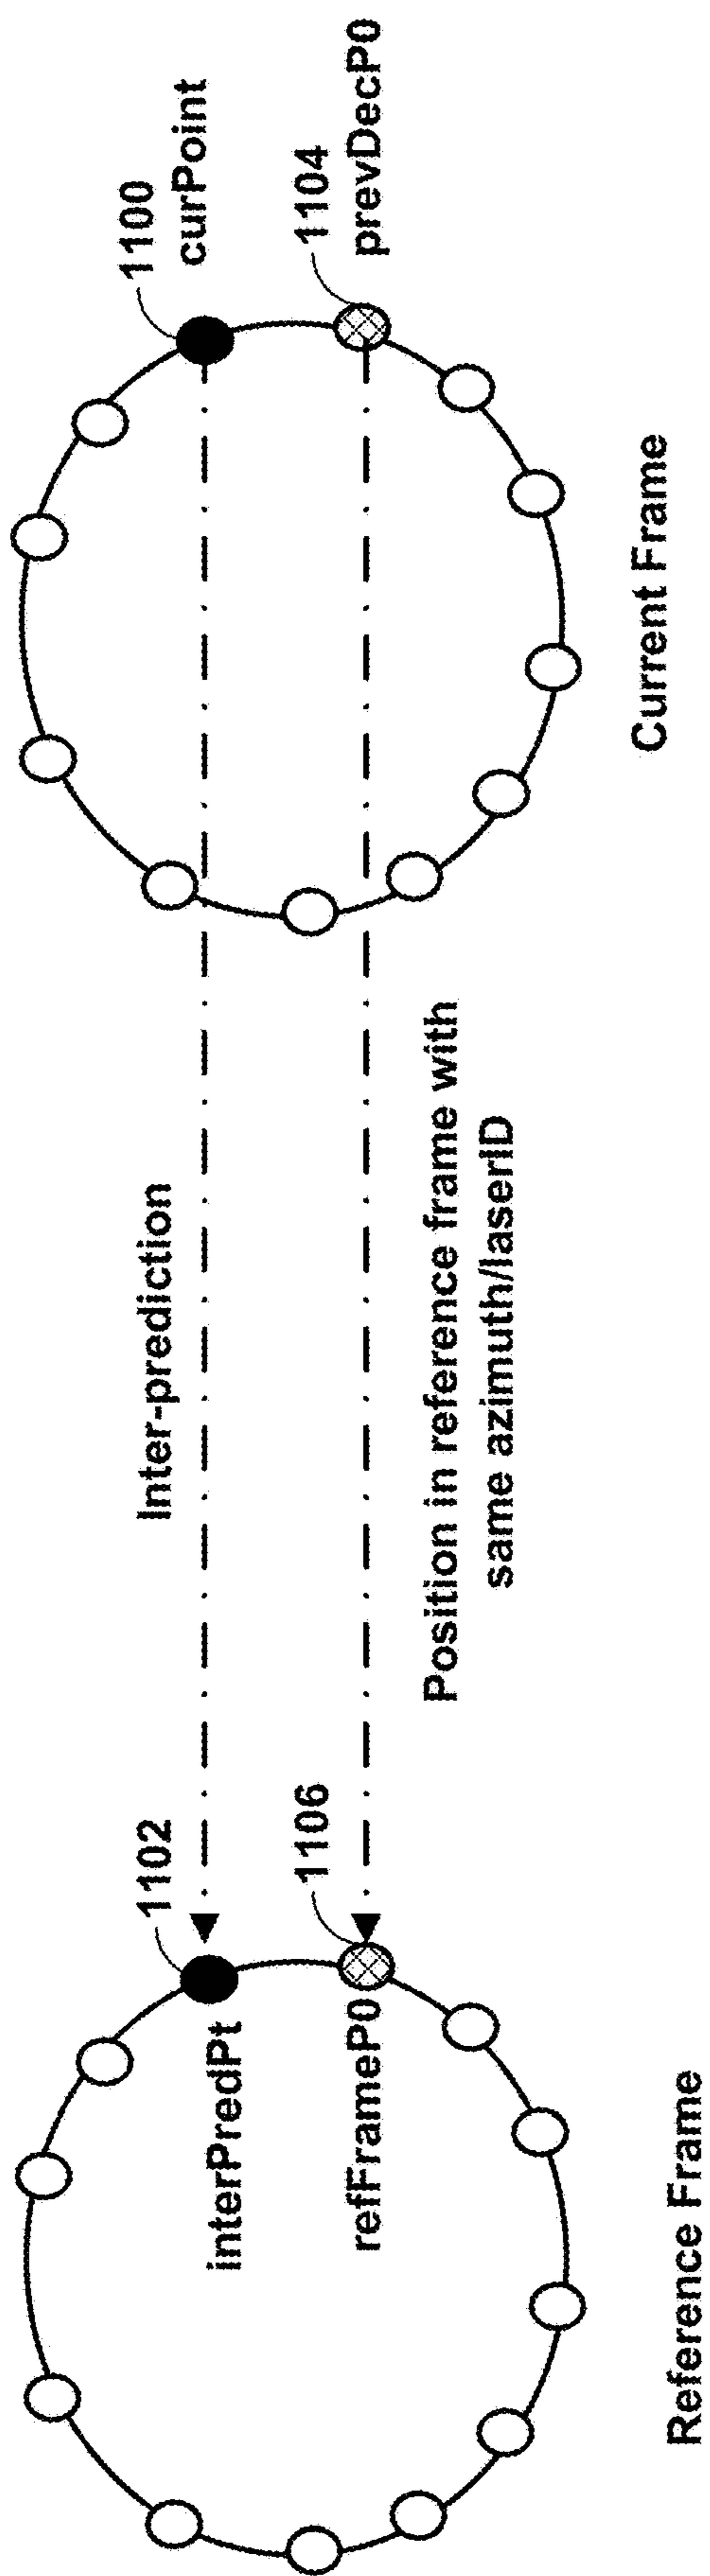 1102
interPredPt
1106
refFrameP0
Reference Frame
Inter-prediction
Position in reference frame with
same azimuth/laserID
1100
curPoint
1104
prevDecP0
Current Frame